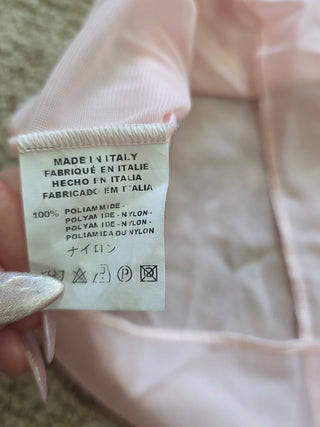 MADE IN ITALY
FABRIQUÉ EN ITALIE
HECHO EN ITALIA
FABRICADO EM ITALIA
100% POLIAMMIDE -
POLYAMIDE - NYLON -
POLYAMIDE - NYLON -
POLIAMIDA OU NYLON
ナイロン
P